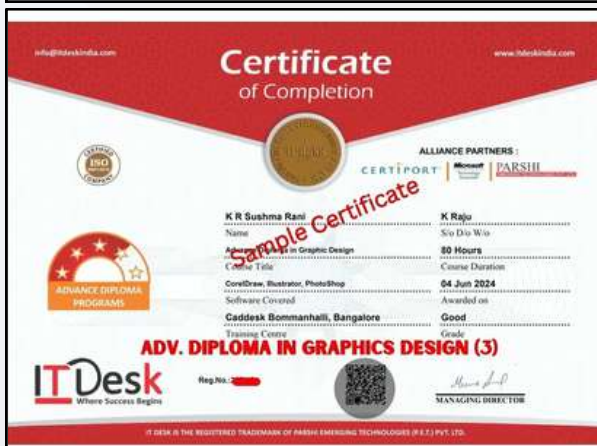 info@itdeskindia.com
www.itdeskindia.com
Certificate
of Completion
ISO
ALLIANCE PARTNERS :
CERTIPORT Microsoft PARSHI
K R Sushma Rani
K Raju
Name
S/o D/o W/o
Sample Certificate
in Graphic Design
80 Hours
Course Title
Course Duration
ADVANCE DIPLOMA
PROGRAMS
CorelDraw, Illustrator, PhotoShop
04 Jun 2024
Software Covered
Awarded on
Caddesk Bommanhalli, Bangalore
Good
Training Centre
Grade
ADV. DIPLOMA IN GRAPHICS DESIGN (3)
IT Desk
Where Success Begins
Reg.No.:
MANAGING DIRECTOR
IT DESK IS THE REGISTERED TRADEMARK OF PARSHI EMERGING TECHNOLOGIES (P.E.T.) PVT. LTD.